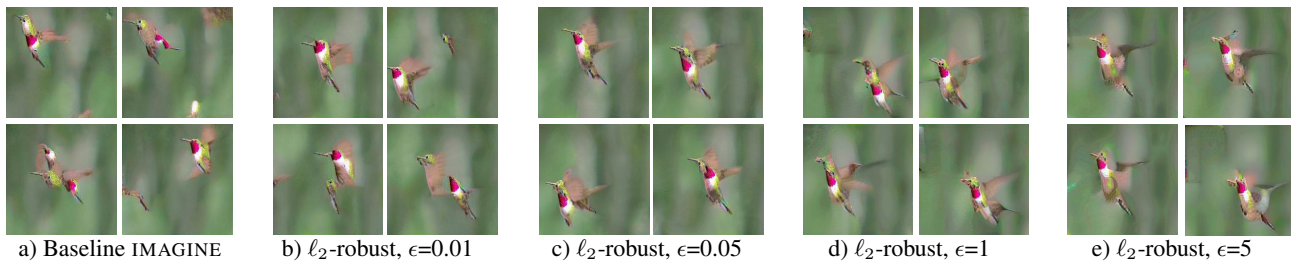 a) Baseline IMAGINE
b) ℓ₂-robust, ϵ=0.01
c) ℓ₂-robust, ϵ=0.05
d) ℓ₂-robust, ϵ=1
e) ℓ₂-robust, ϵ=5